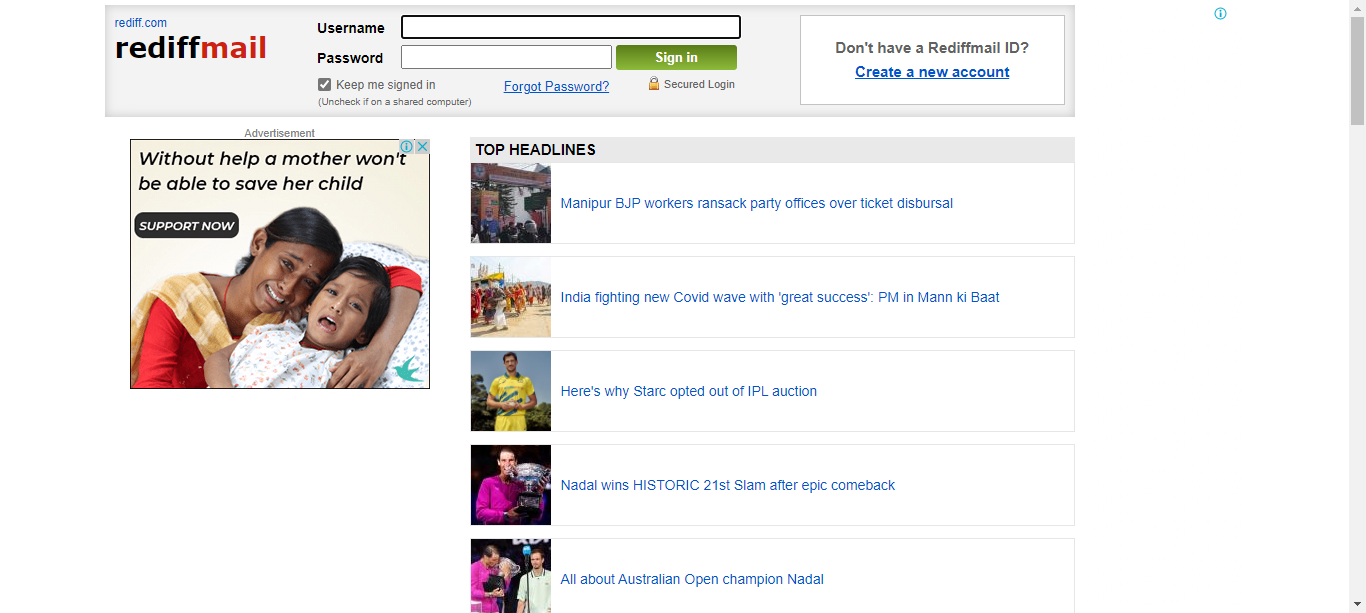 rediff.com
rediffmail
Username
Password
Sign in
Keep me signed in
(Uncheck if on a shared computer)
Forgot Password?
Secured Login
Don't have a Rediffmail ID?
Create a new account
Advertisement
Without help a mother won't
be able to save her child
SUPPORT NOW
TOP HEADLINES
Manipur BJP workers ransack party offices over ticket disbursal
India fighting new Covid wave with 'great success': PM in Mann ki Baat
Here's why Starc opted out of IPL auction
Nadal wins HISTORIC 21st Slam after epic comeback
All about Australian Open champion Nadal